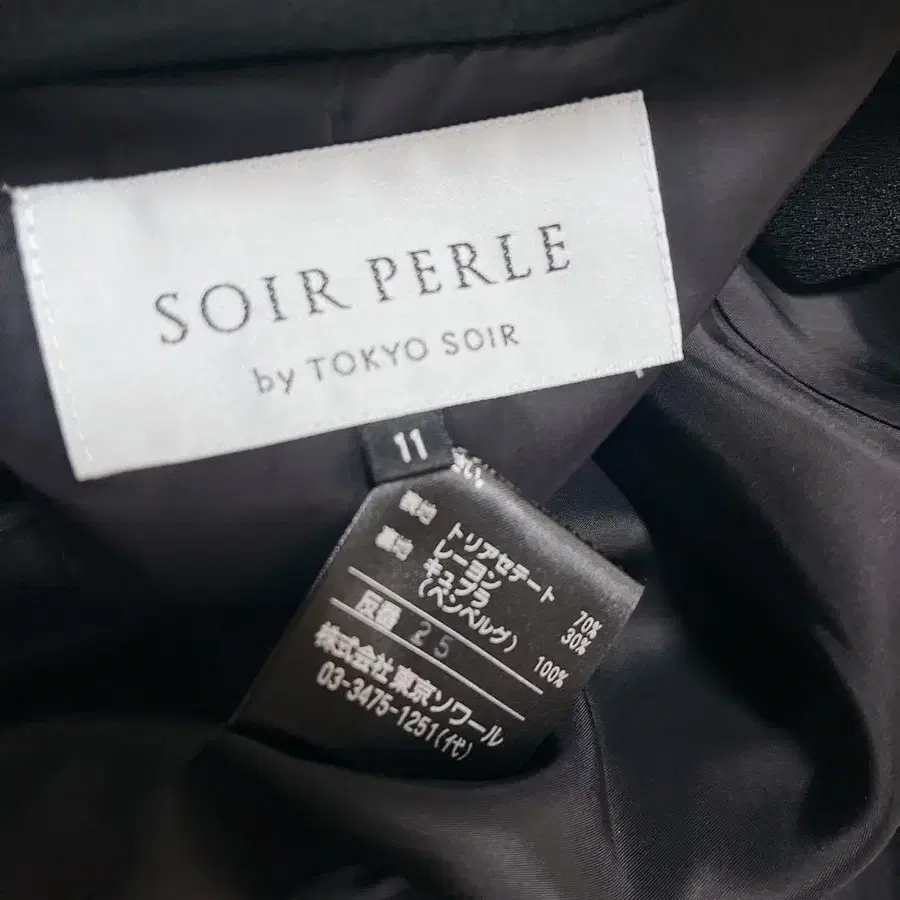 SOIR PERLE
by TOKYO SOIR
11
さい。
表地 トリアセテート 70%
レーヨン 30%
裏地 キュプラ 100%
(ベンベルグ)
反番 25
株式会社 東京ソワール
03-3475-1251(代)